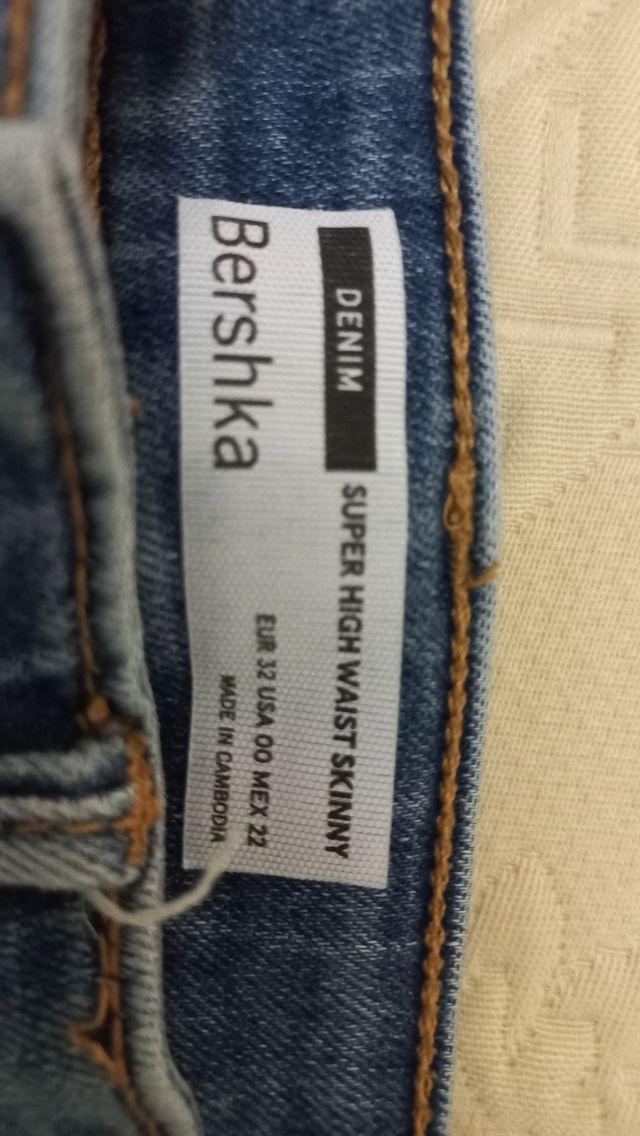 DENIM SUPER HIGH WAIST SKINNY
Bershka
EUR 32 USA 00 MEX 22
MADE IN CAMBODIA